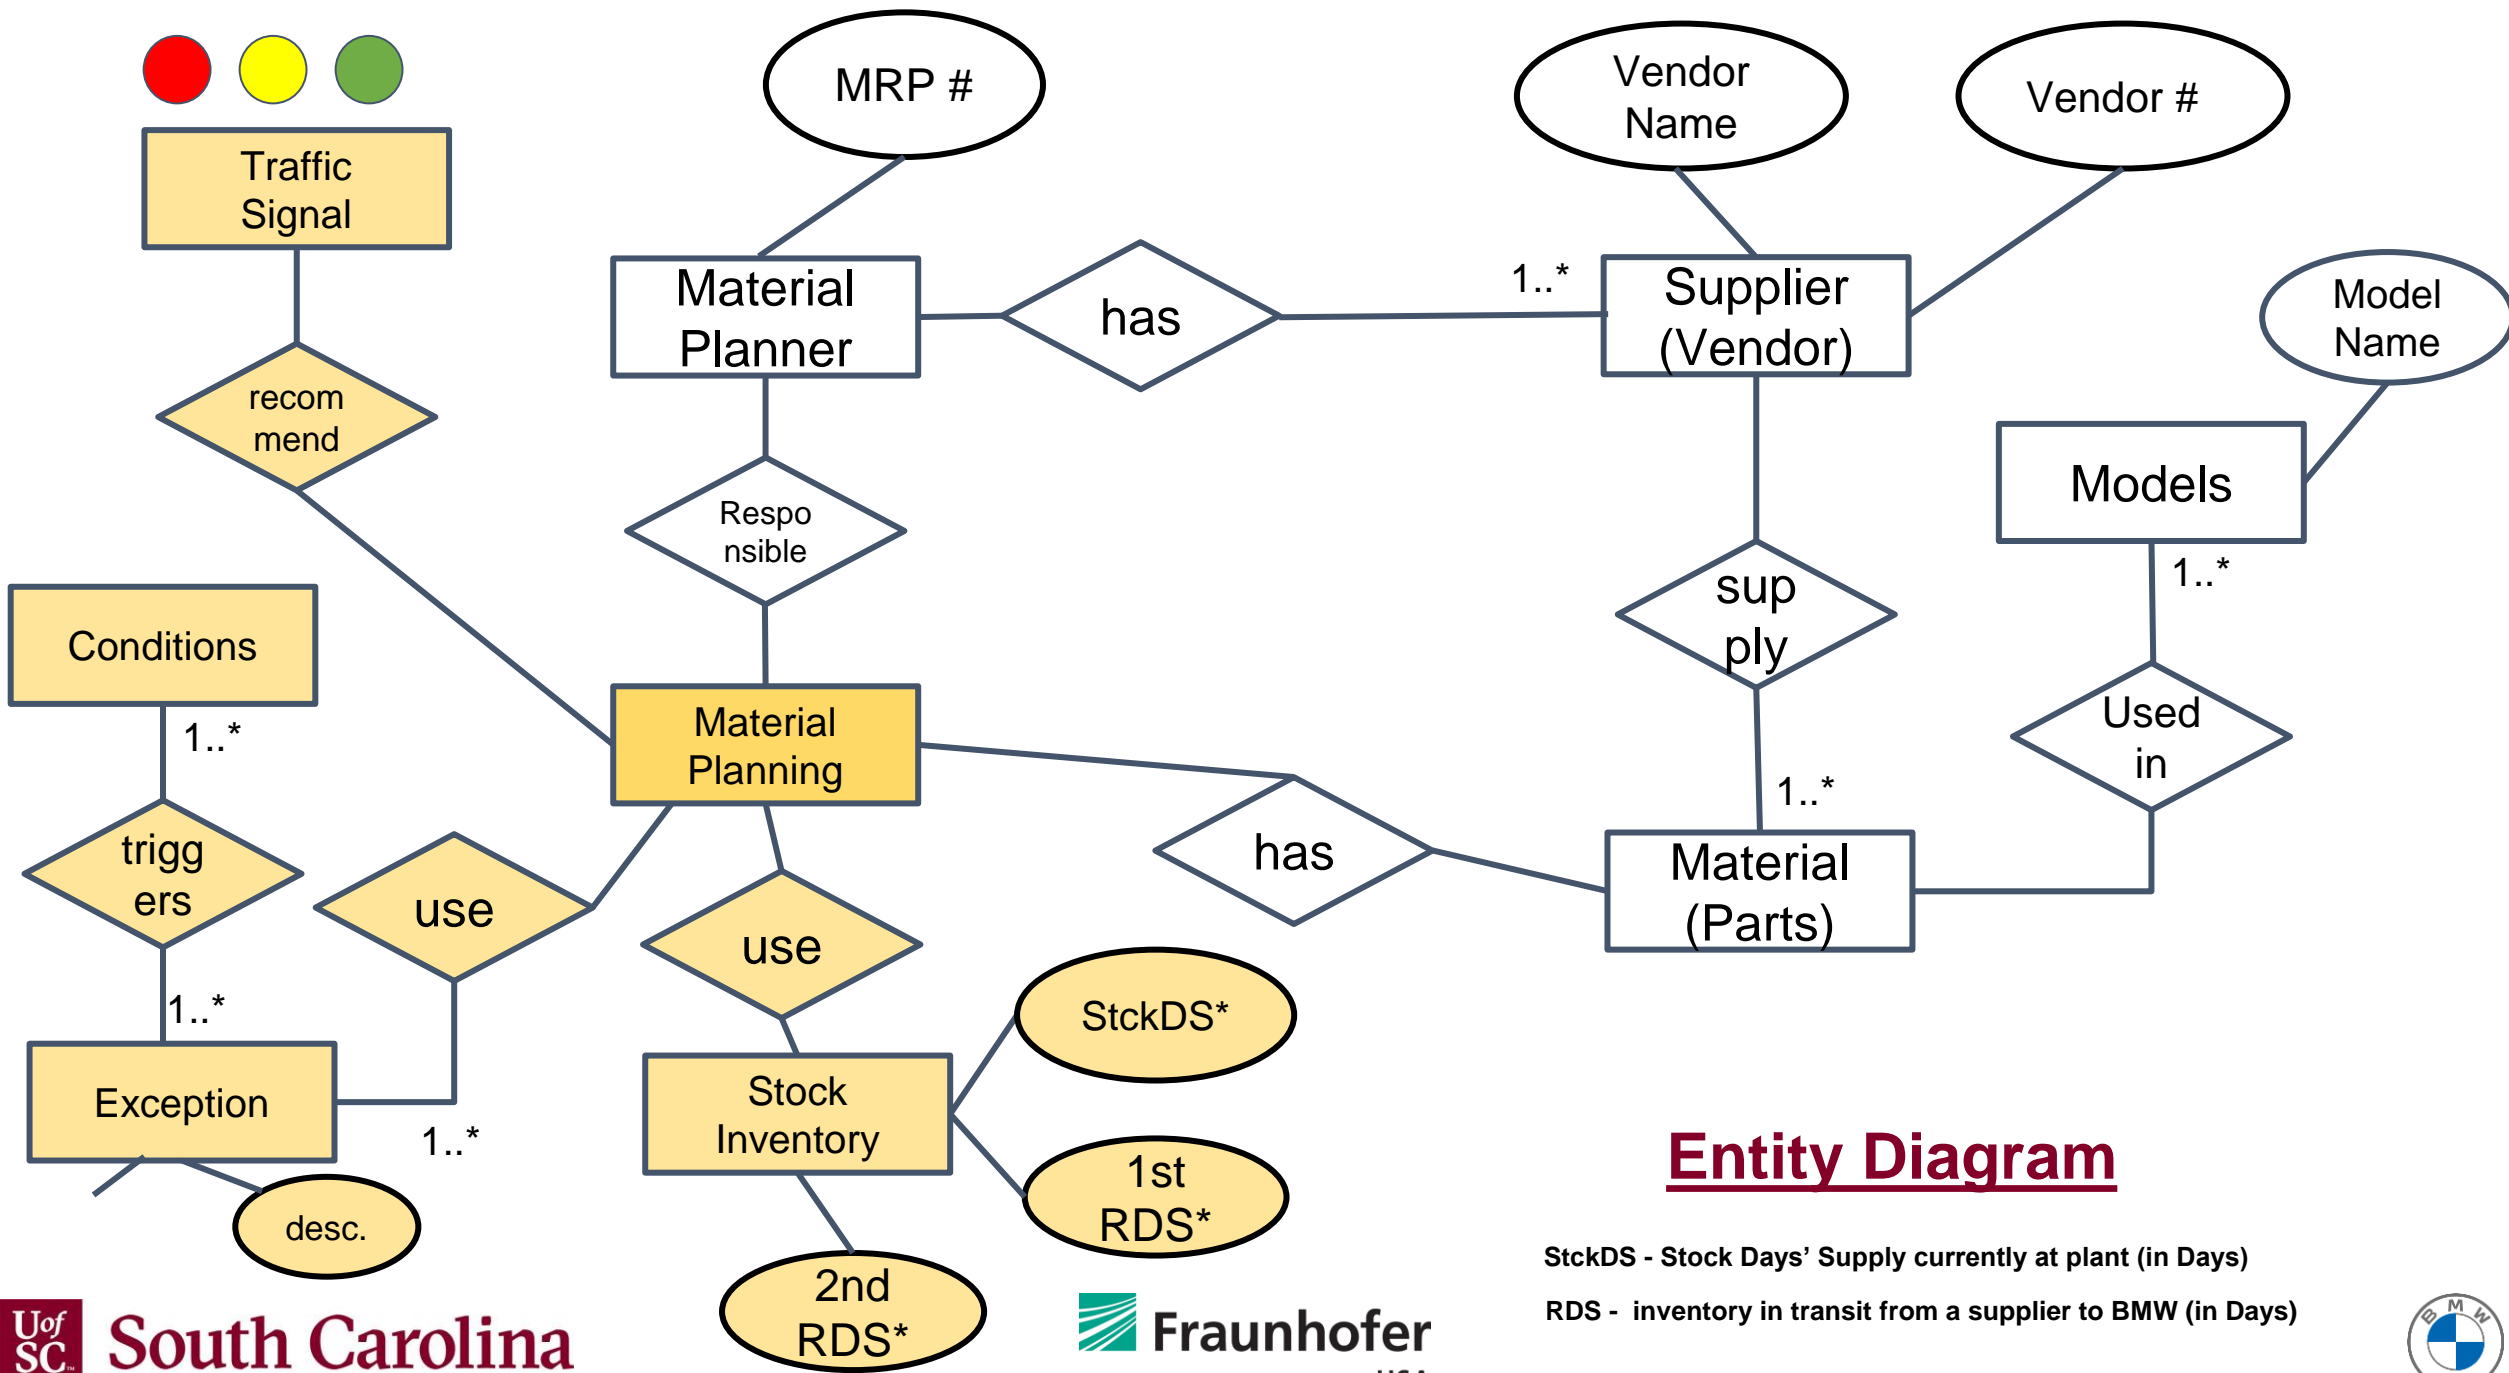 MRP #
Vendor
Name
Vendor #
Traffic
Signal
Material
Planner
has
1..*
Supplier
(Vendor)
Model
Name
recom
mend
Respo
nsible
Models
1..*
sup
ply
Conditions
1..*
Material
Planning
Used
in
1..*
trigg
ers
use
use
has
Material
(Parts)
1..*
StckDS*
Exception
1..*
Stock
Inventory
1st
RDS*
desc.
2nd
RDS*
Entity Diagram
StckDS - Stock Days’ Supply currently at plant (in Days)
RDS - inventory in transit from a supplier to BMW (in Days)
Uof
SC™
South Carolina
Fraunhofer
BMW